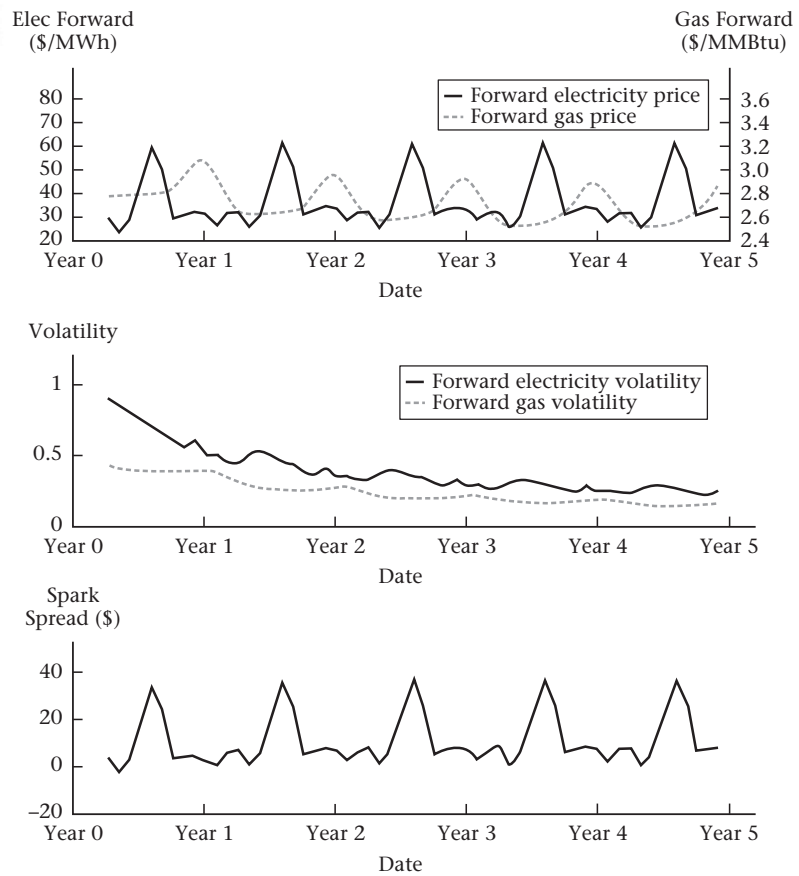 Elec Forward
($/MWh)
Gas Forward
($/MMBtu)
80
70
60
50
40
30
20
3.6
3.4
3.2
3.0
2.8
2.6
2.4
Forward electricity price
Forward gas price
Year 0 Year 1 Year 2 Year 3 Year 4 Year 5
Date
Volatility
1
0.5
0
Forward electricity volatility
Forward gas volatility
Year 0 Year 1 Year 2 Year 3 Year 4 Year 5
Date
Spark
Spread ($)
40
20
0
–20
Year 0 Year 1 Year 2 Year 3 Year 4 Year 5
Date